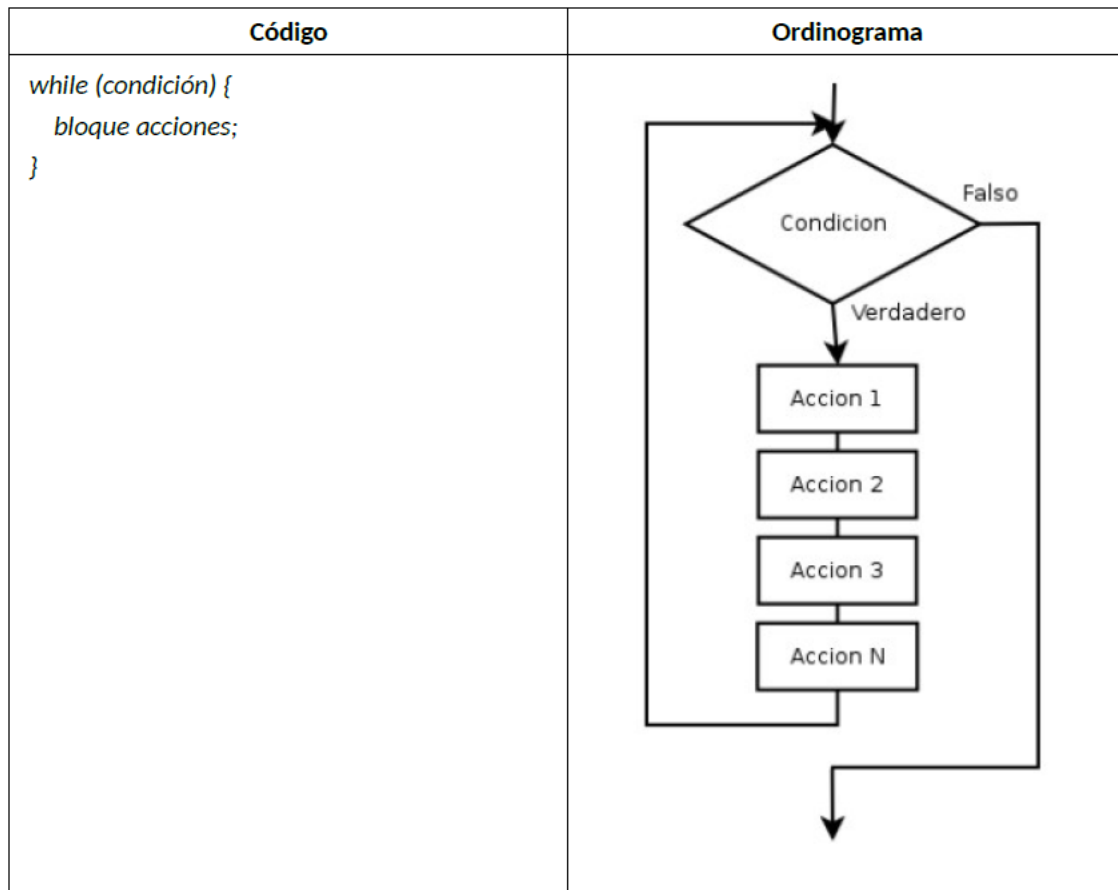 Código
Ordinograma
while (condición) {
bloque acciones;
}
Falso
Condicion
Verdadero
Accion 1
Accion 2
Accion 3
Accion N